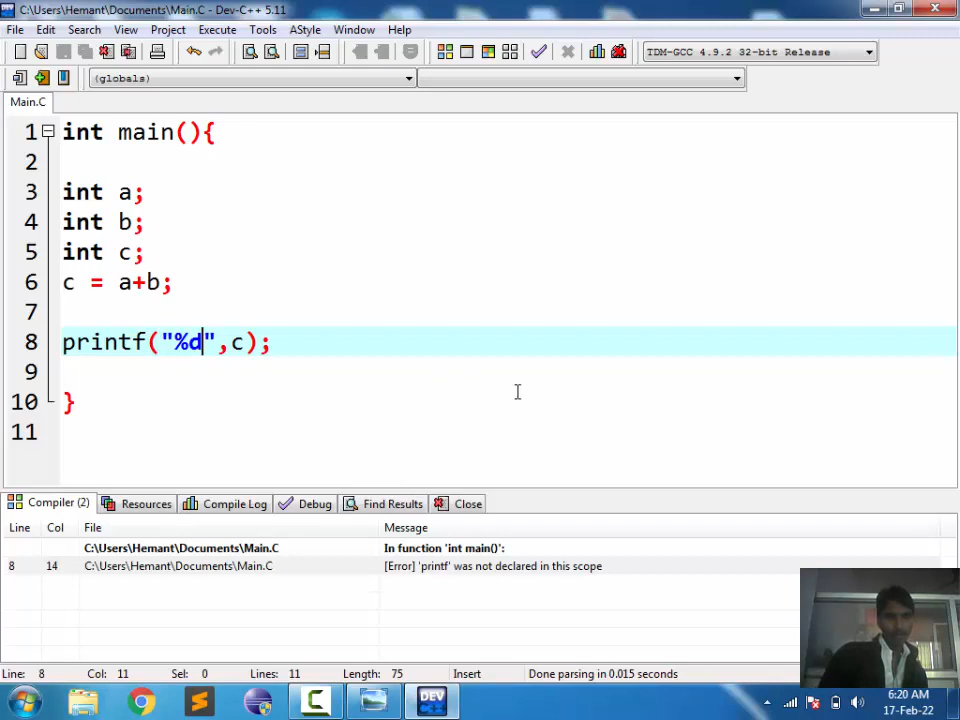 C:\Users\Hemant\Documents\Main.C - Dev-C++ 5.11
File Edit Search View Project Execute Tools AStyle Window Help
TDM-GCC 4.9.2 32-bit Release
(globals)
Main.C
1 int main(){
2
3 int a;
4 int b;
5 int c;
6 c = a+b;
7
8 printf("%d",c);
9
10 }
11
Compiler (2) Resources Compile Log Debug Find Results Close
Line Col File Message
C:\Users\Hemant\Documents\Main.C In function 'int main()':
8 14 C:\Users\Hemant\Documents\Main.C [Error] 'printf' was not declared in this scope
Line: 8 Col: 11 Sel: 0 Lines: 11 Length: 75 Insert Done parsing in 0.015 seconds
DEV
6:20 AM
17-Feb-22